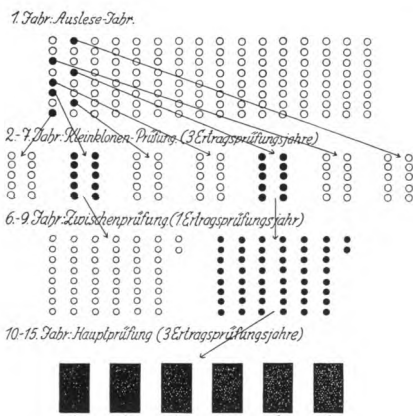 1. Jahr: Auslese-Jahr.
2.-7. Jahr: Kleinklonen-Prüfung (3 Ertragsprüfungsjahre)
6.-9. Jahr: Zwischenprüfung (1 Ertragsprüfungsjahr)
10.-15. Jahr: Hauptprüfung (3 Ertragsprüfungsjahre)